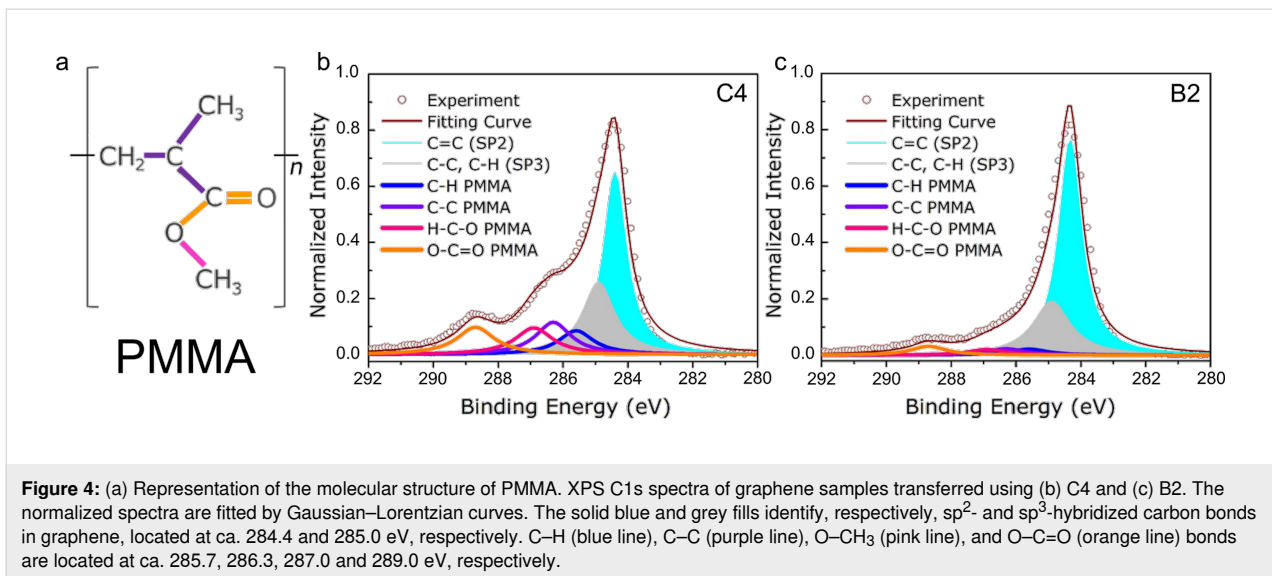 a
CH3
CH2
C
C
O
n
O
CH3
PMMA
b
C4
Experiment
Fitting Curve
C=C (SP2)
C-C, C-H (SP3)
C-H PMMA
C-C PMMA
H-C-O PMMA
O-C=O PMMA
Normalized Intensity
1.0
0.8
0.6
0.4
0.2
0.0
292 290 288 286 284 282 280
Binding Energy (eV)
c
B2
Experiment
Fitting Curve
C=C (SP2)
C-C, C-H (SP3)
C-H PMMA
C-C PMMA
H-C-O PMMA
O-C=O PMMA
Normalized Intensity
1.0
0.8
0.6
0.4
0.2
0.0
292 290 288 286 284 282 280
Binding Energy (eV)
Figure 4: (a) Representation of the molecular structure of PMMA. XPS C1s spectra of graphene samples transferred using (b) C4 and (c) B2. The
normalized spectra are fitted by Gaussian–Lorentzian curves. The solid blue and grey fills identify, respectively, sp2- and sp3-hybridized carbon bonds
in graphene, located at ca. 284.4 and 285.0 eV, respectively. C–H (blue line), C–C (purple line), O–CH3 (pink line), and O–C=O (orange line) bonds
are located at ca. 285.7, 286.3, 287.0 and 289.0 eV, respectively.